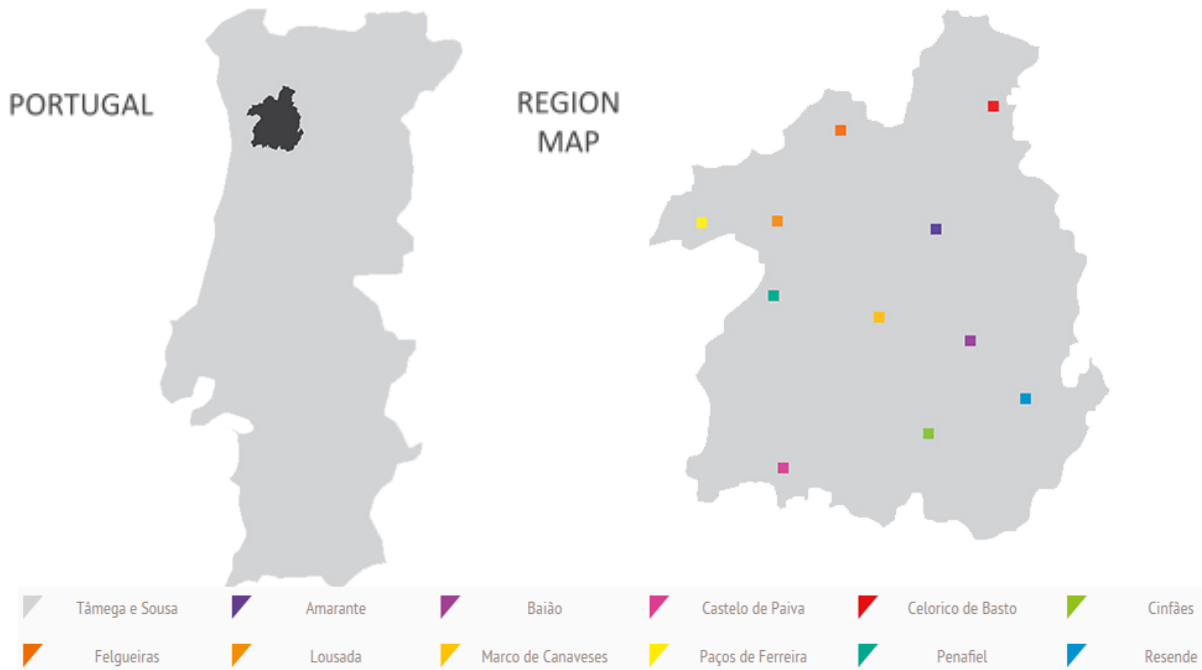 PORTUGAL
REGION
MAP
Tâmega e Sousa
Amarante
Baião
Castelo de Paiva
Celorico de Basto
Cinfães
Felgueiras
Lousada
Marco de Canaveses
Paços de Ferreira
Penafiel
Resende